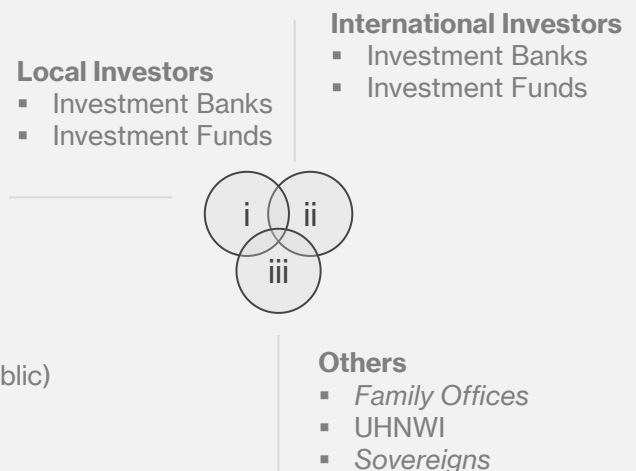 International Investors
▪ Investment Banks
▪ Investment Funds
Local Investors
▪ Investment Banks
▪ Investment Funds
i ii
iii
blic)
Others
▪ Family Offices
▪ UHNWI
▪ Sovereigns